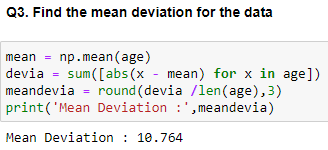 Q3. Find the mean deviation for the data
mean = np.mean(age)
devia = sum([abs(x - mean) for x in age])
meandevia = round(devia /len(age),3)
print('Mean Deviation :',meandevia)
Mean Deviation : 10.764